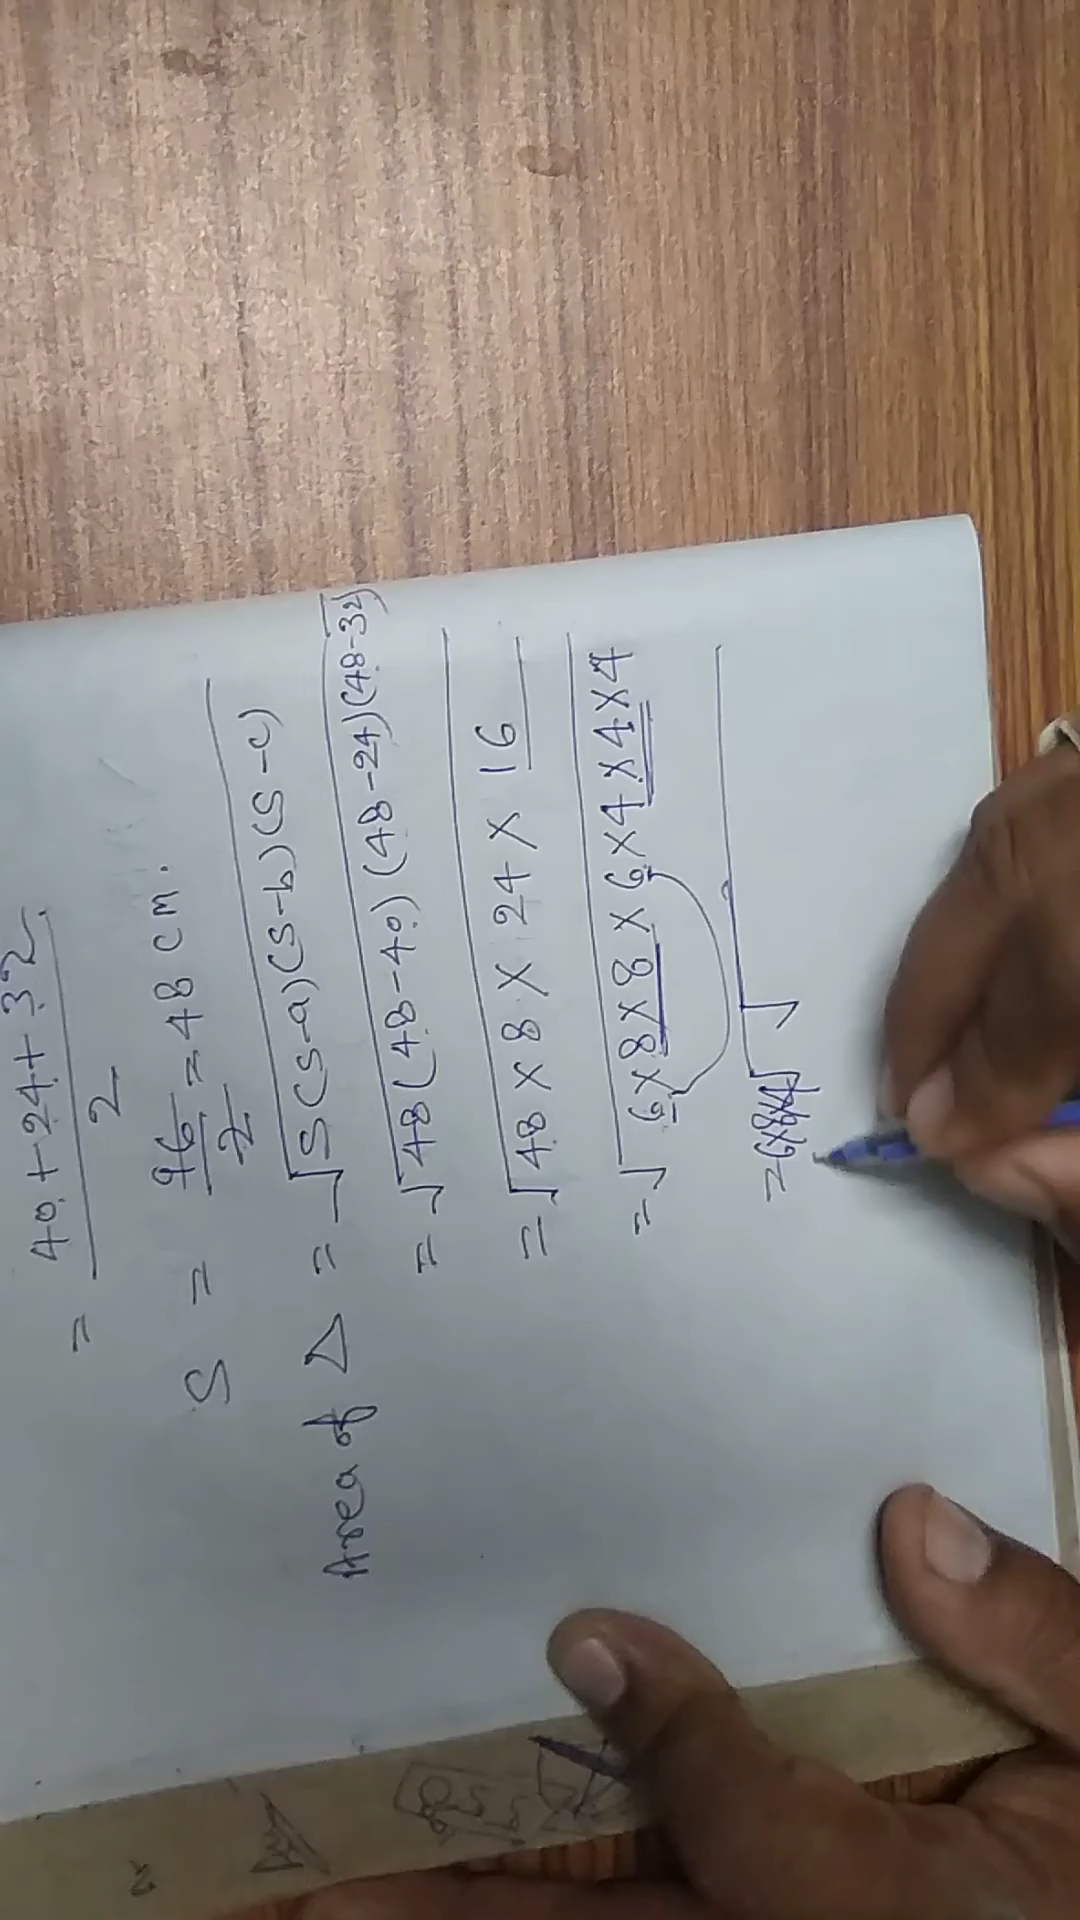 = 40 + 24 + 32
2
S = 96/2 = 48 cm.
Area of △ = √S(S-a)(S-b)(S-c)
= √48(48-40)(48-24)(48-32)
= √48 × 8 × 24 × 16
= √6 × 8 × 8 × 6 × 4 × 4 × 4
=